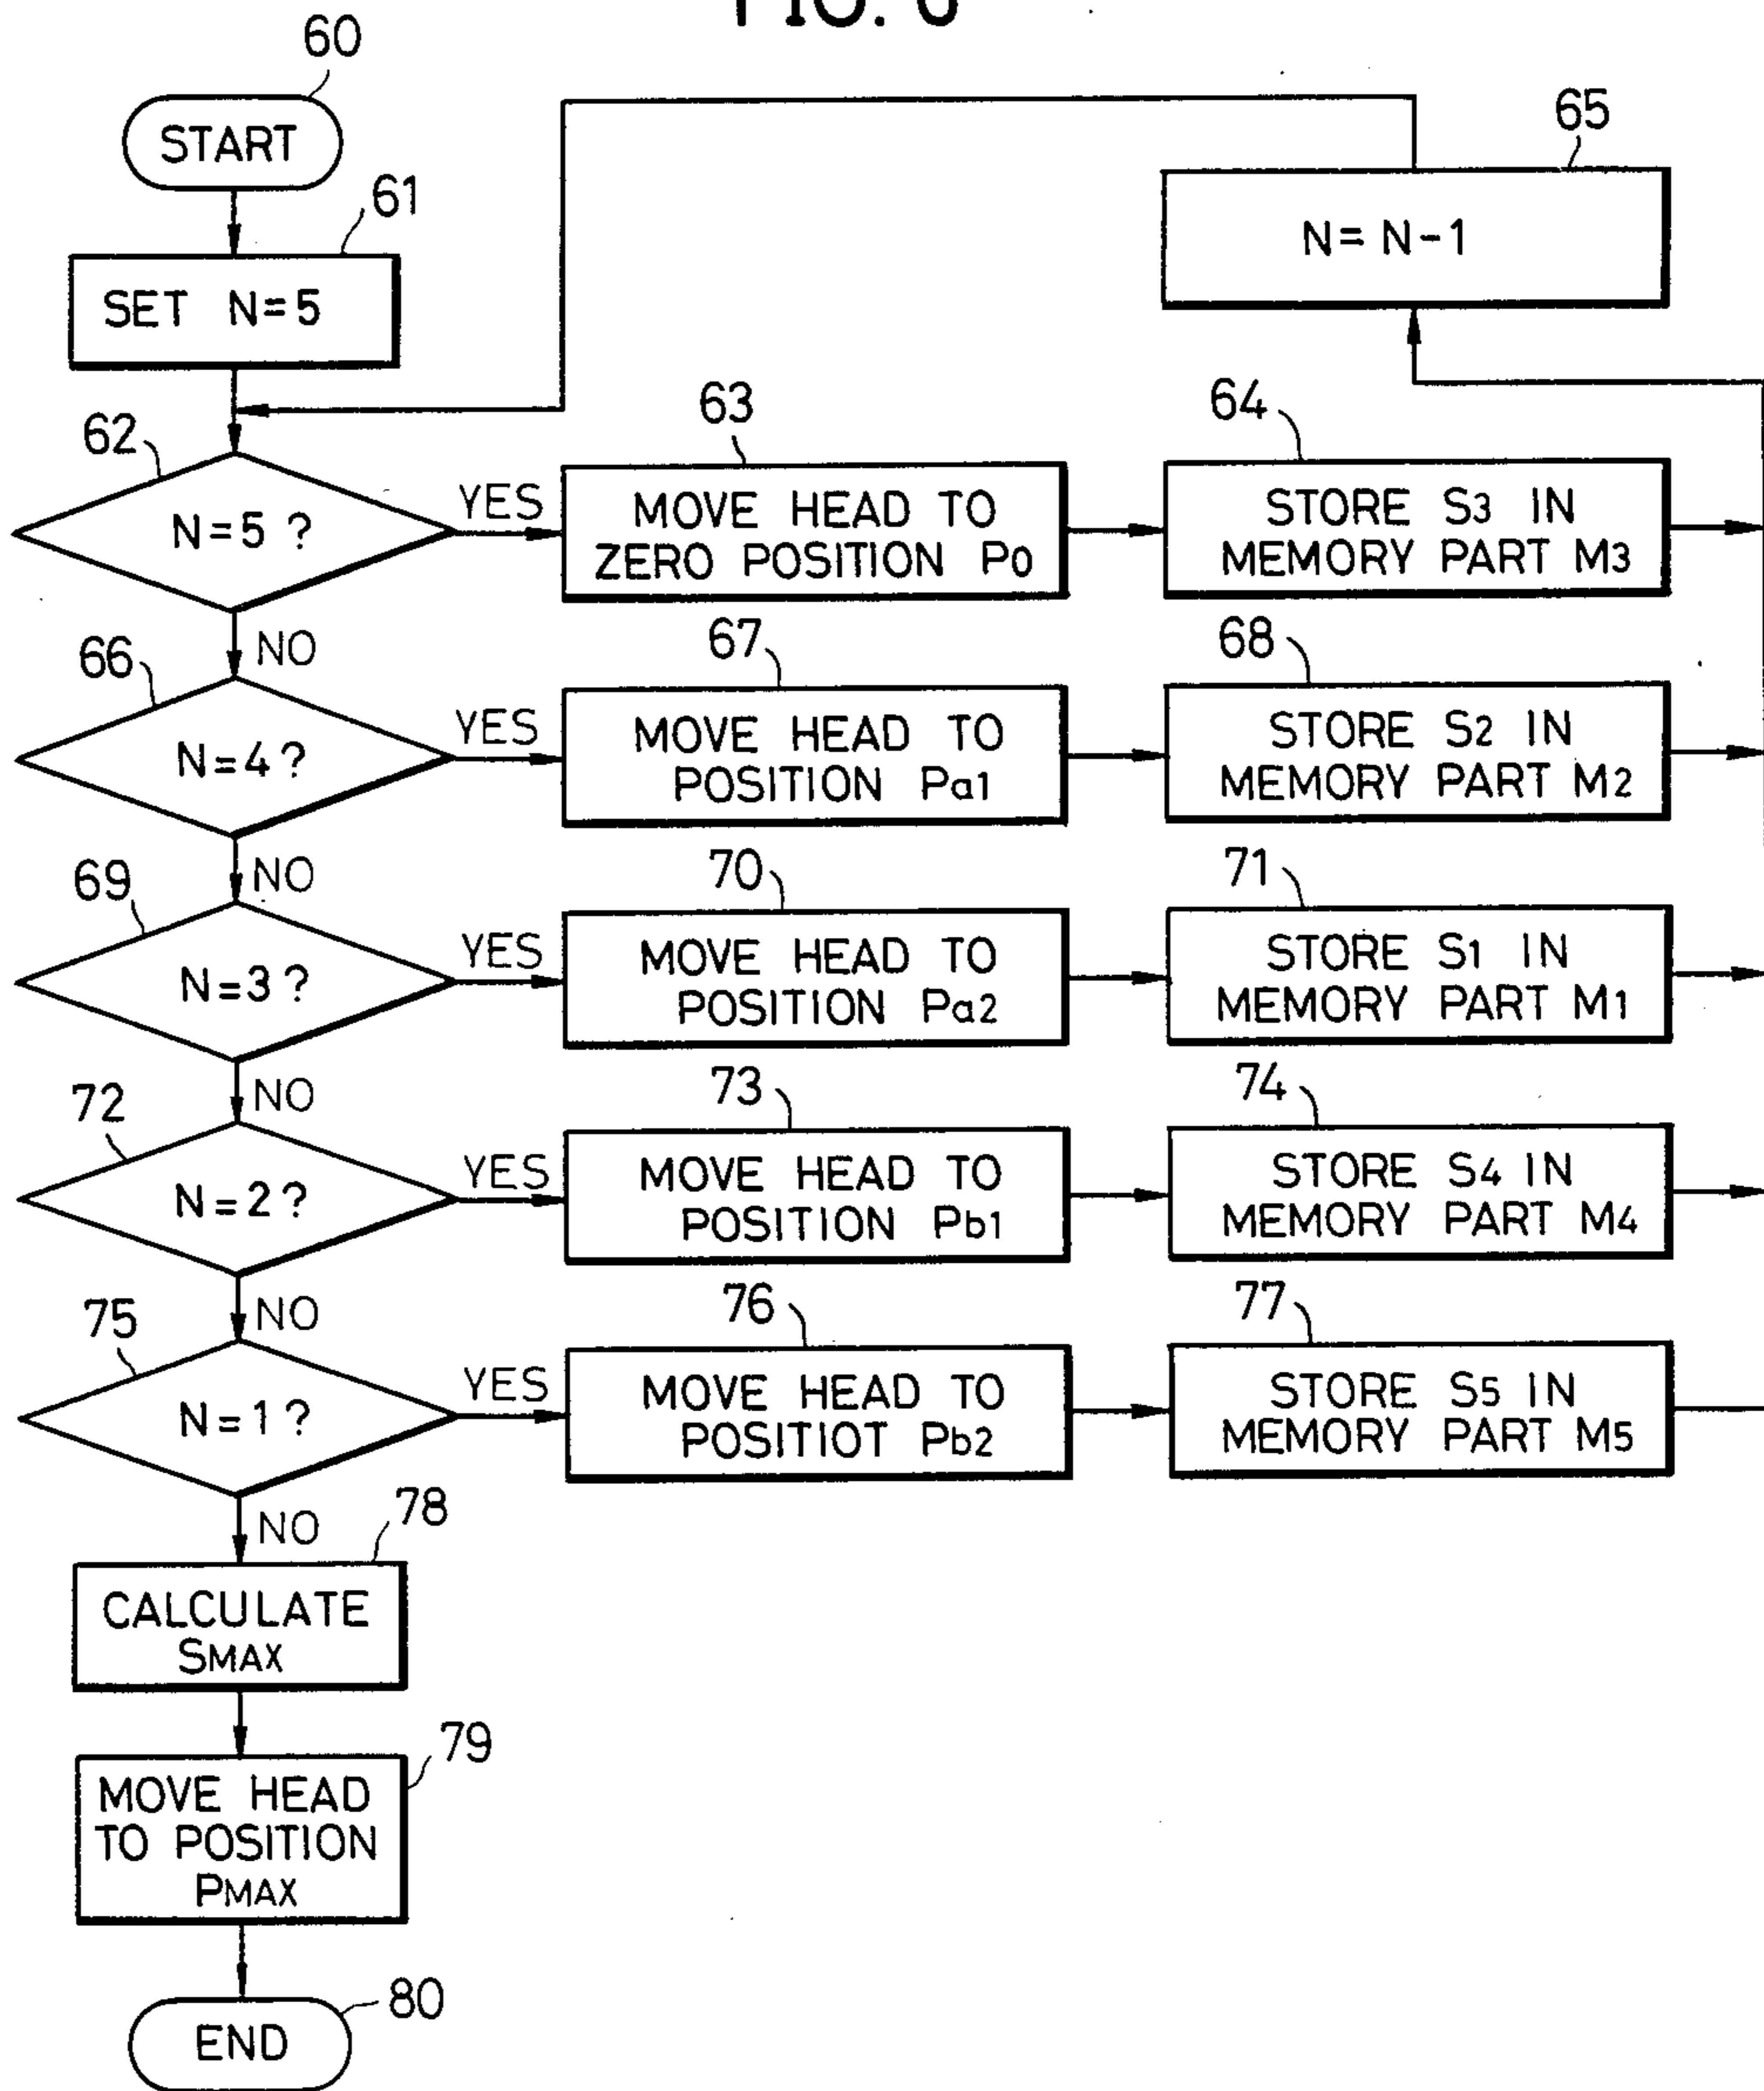 60
START
65
61
N= N-1
SET N=5
62
63
64
N=5 ?
YES
MOVE HEAD TO
ZERO POSITION P0
STORE S3 IN
MEMORY PART M3
NO
66
67
68
N=4 ?
YES
MOVE HEAD TO
POSITION Pa1
STORE S2 IN
MEMORY PART M2
NO
69
70
71
N=3 ?
YES
MOVE HEAD TO
POSITION Pa2
STORE S1 IN
MEMORY PART M1
NO
72
73
74
N=2 ?
YES
MOVE HEAD TO
POSITION Pb1
STORE S4 IN
MEMORY PART M4
NO
75
76
77
N=1 ?
YES
MOVE HEAD TO
POSITIOT Pb2
STORE S5 IN
MEMORY PART M5
NO
78
CALCULATE
SMAX
79
MOVE HEAD
TO POSITION
PMAX
80
END